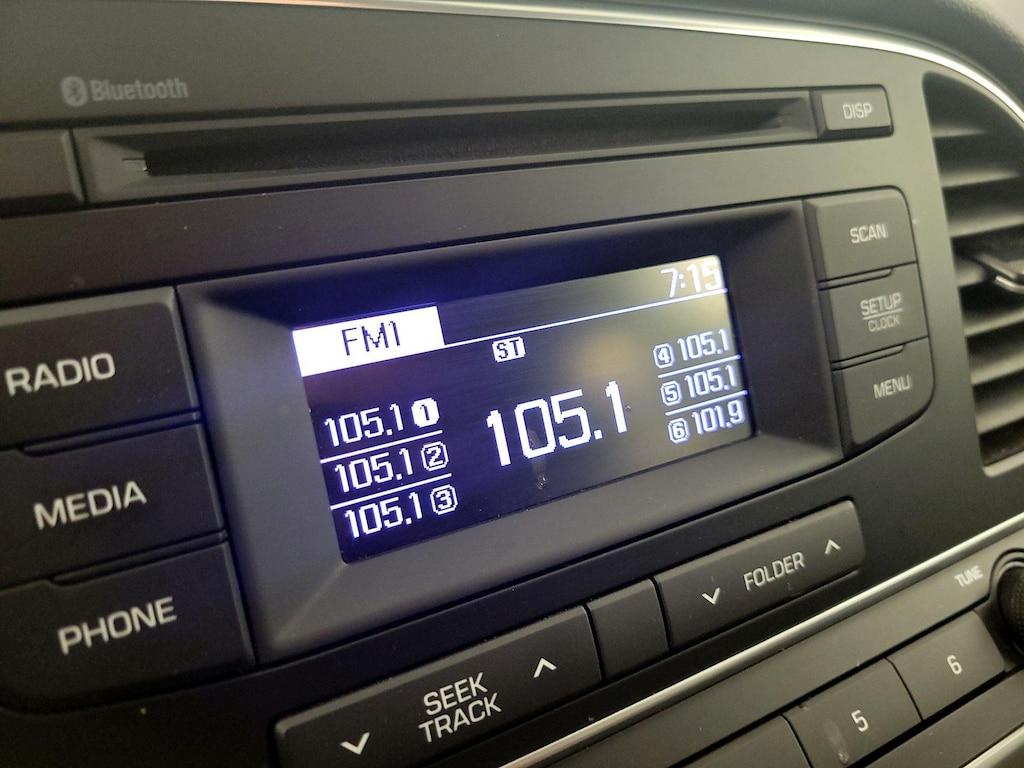 Bluetooth
DISP
SCAN
SETUP
CLOCK
MENU
RADIO
MEDIA
PHONE
FM1
7:15
ST
105.1 1
105.1 2
105.1 3
105.1
4 105.1
5 105.1
6 101.9
FOLDER
SEEK
TRACK
TUNE
5
6